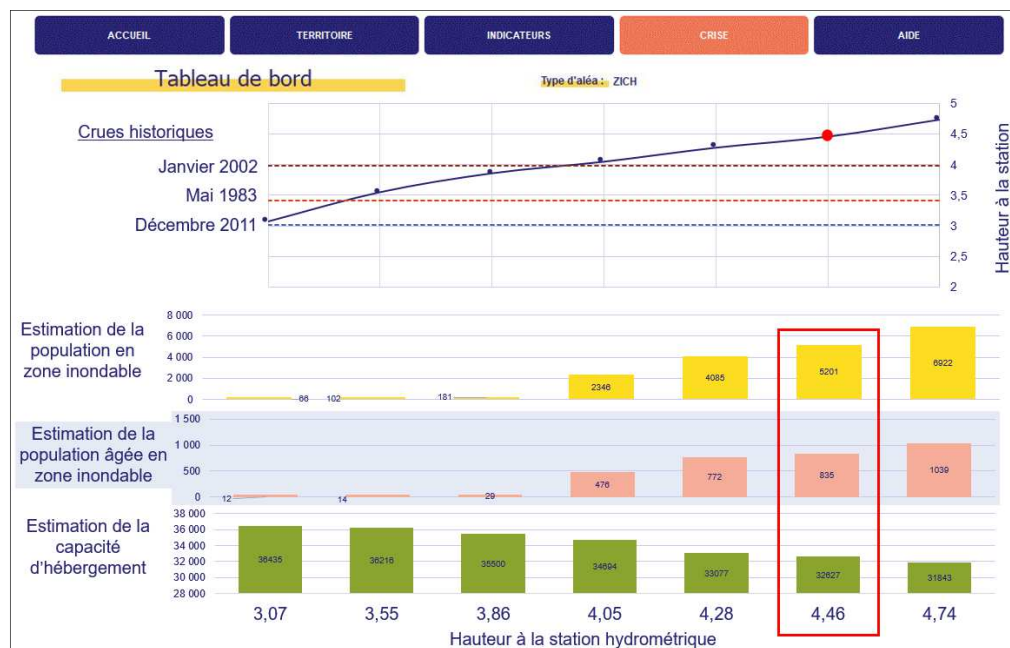 ACCUEIL
TERRITOIRE
INDICATEURS
CRISE
AIDE
Tableau de bord
Type d'aléa : ZICH
Crues historiques
Janvier 2002
Mai 1983
Décembre 2011
5
4,5
4
3,5
3
2,5
2
Hauteur à la station
Estimation de la
population en
zone inondable
8 000
6 000
4 000
2 000
0
66
102
181
2346
4085
5201
6922
Estimation de la
population âgée en
zone inondable
1 500
1 000
500
0
12
14
29
476
772
835
1039
Estimation de la
capacité
d'hébergement
38 000
36 000
34 000
32 000
30 000
28 000
36435
36216
35500
34694
33077
32627
31843
3,07
3,55
3,86
4,05
4,28
4,46
4,74
Hauteur à la station hydrométrique